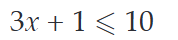 3x + 1 ⩽ 10